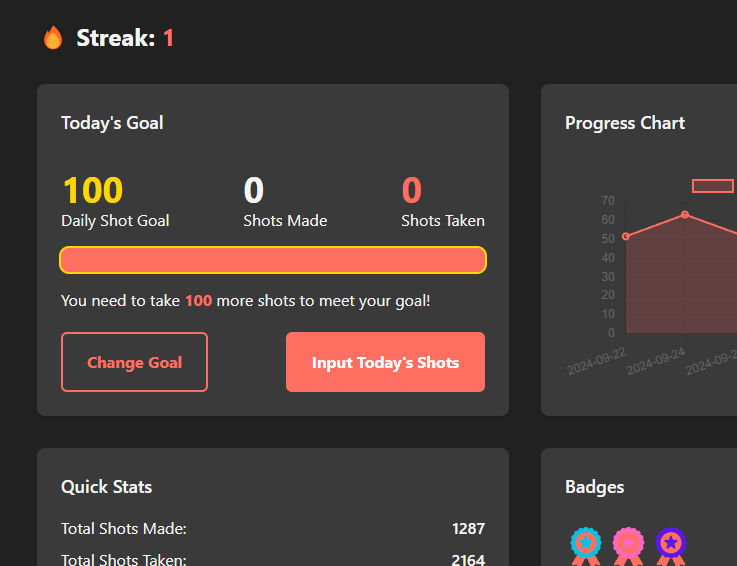 Streak: 1
Today's Goal
100
Daily Shot Goal
0
Shots Made
0
Shots Taken
You need to take 100 more shots to meet your goal!
Change Goal
Input Today's Shots
Progress Chart
70
60
50
40
30
20
10
0
2024-09-22
2024-09-24
2024-09-2
Quick Stats
Total Shots Made: 1287
Total Shots Taken: 2164
Badges